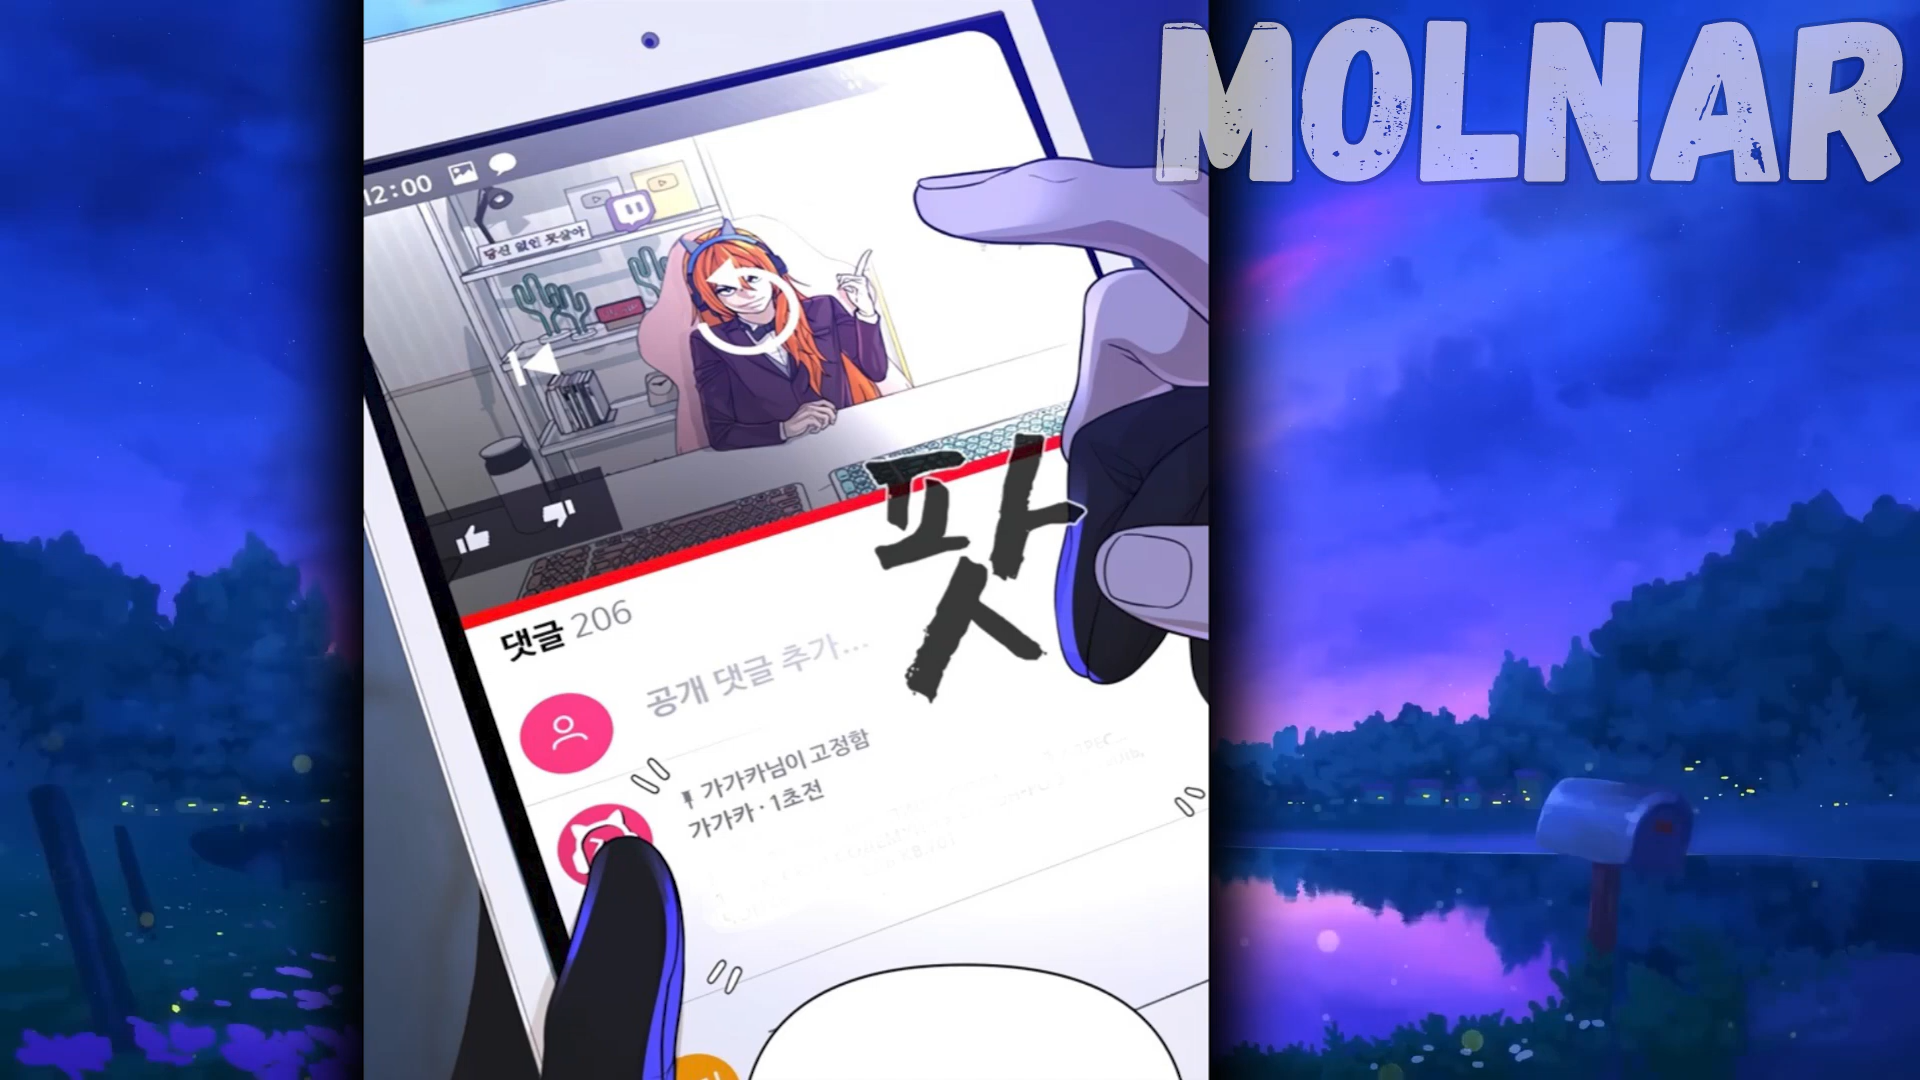 MOLNAR
12:00
당신 없인 못살아
팟
댓글 206
공개 댓글 추가...
가가카님이 고정함
가가카 · 1초전